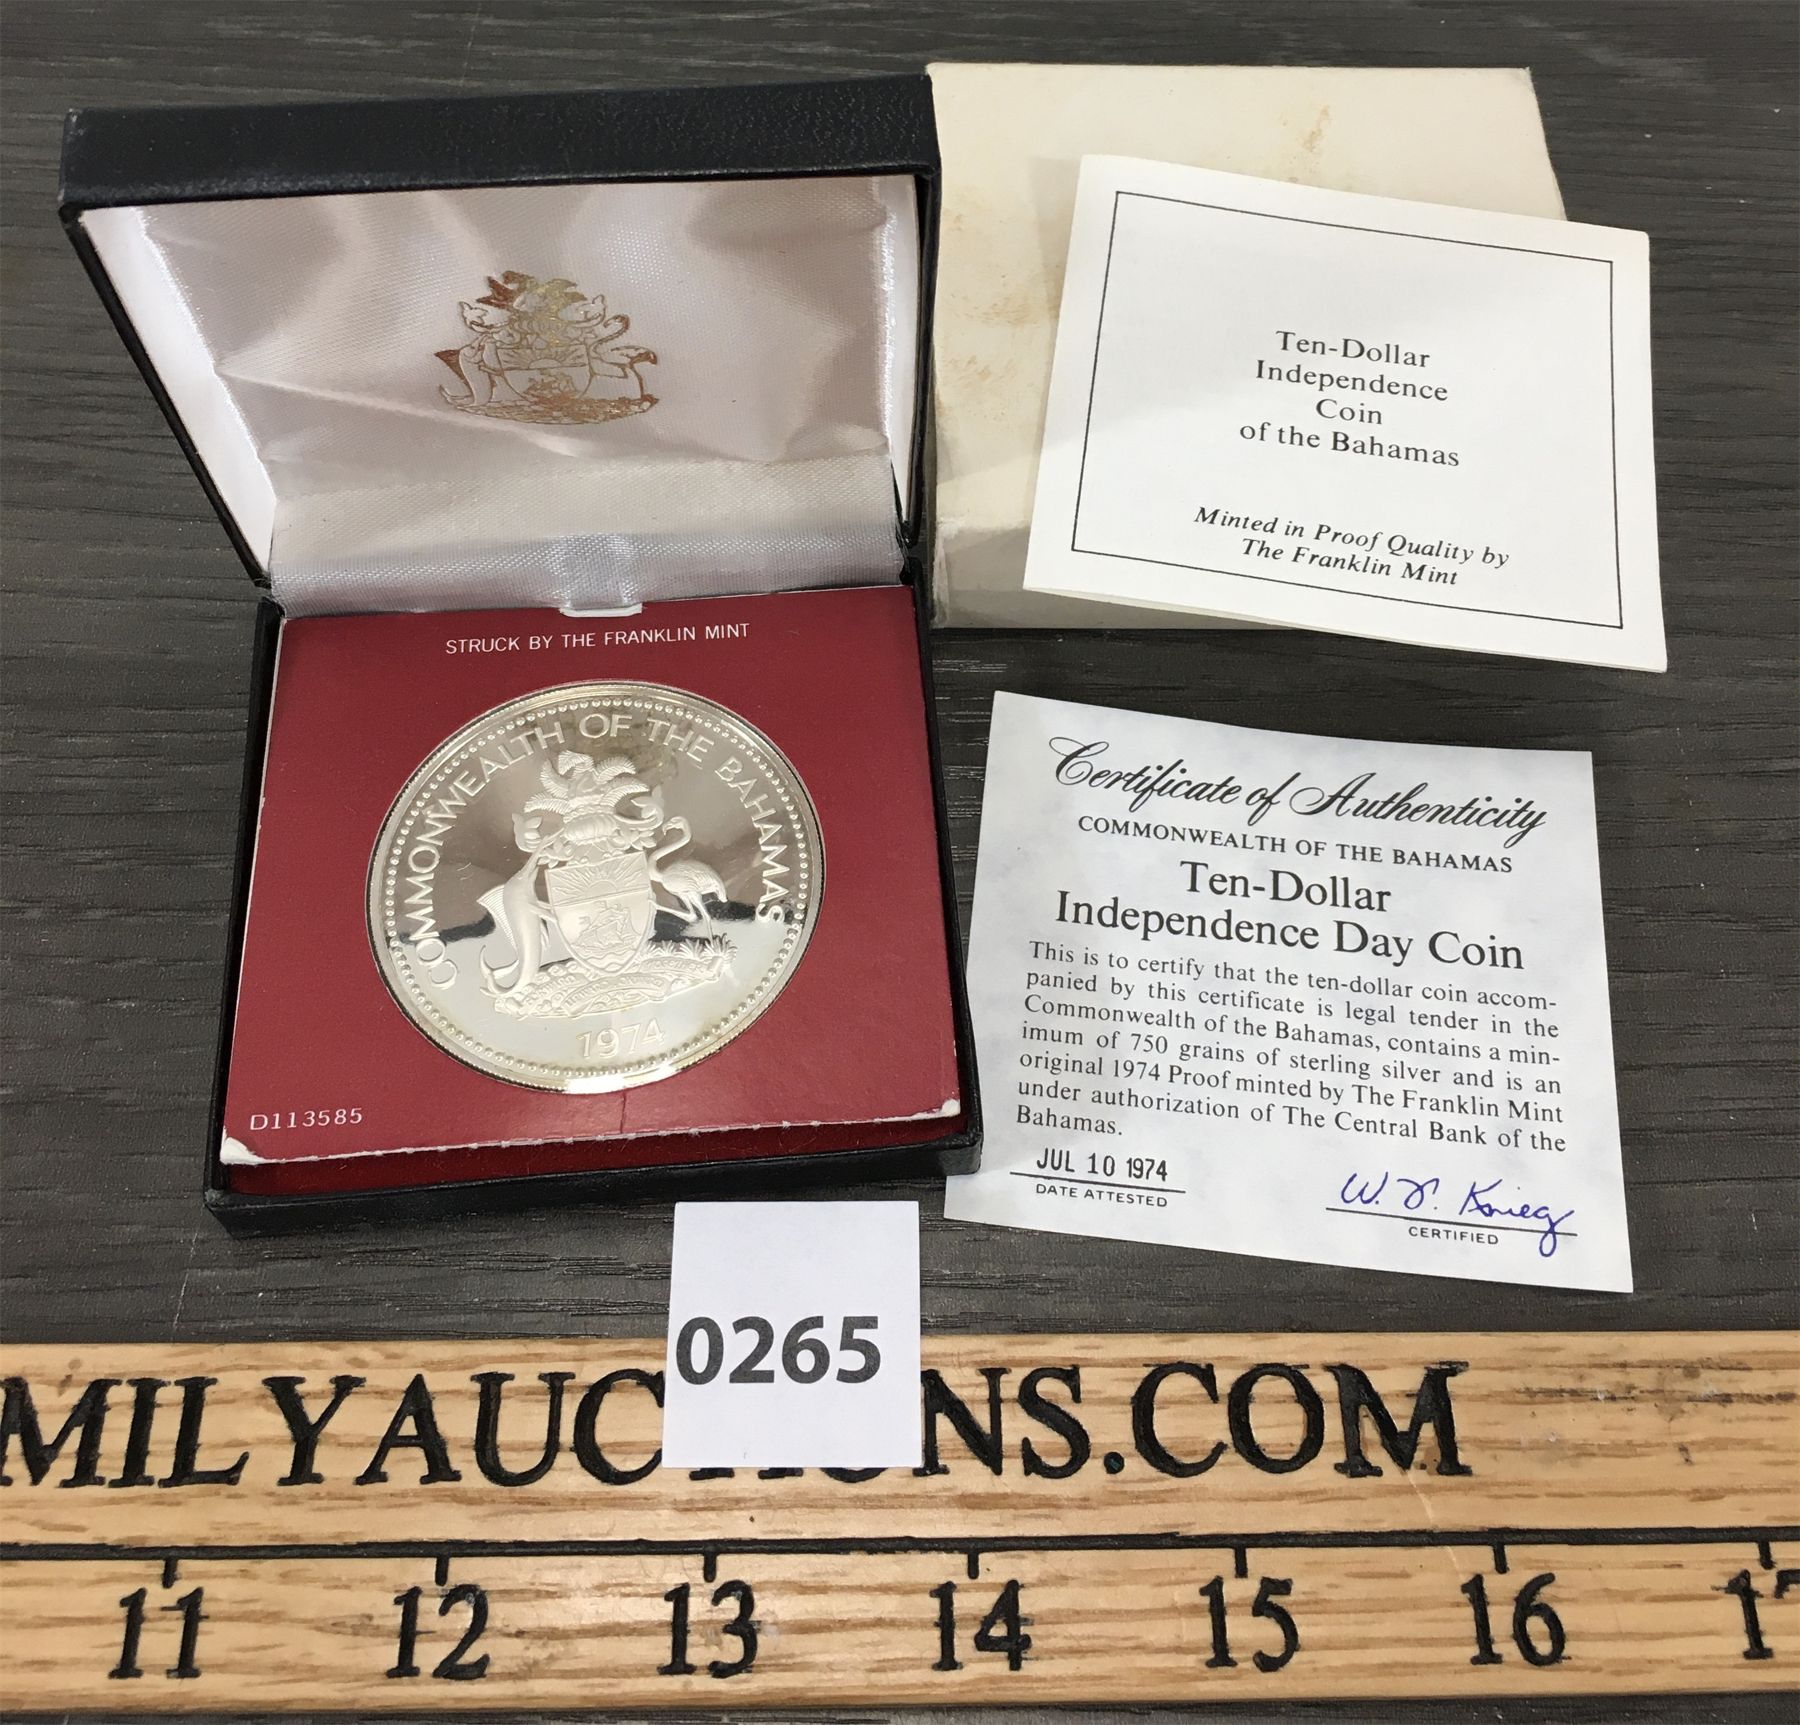 Ten-Dollar
Independence
Coin
of the Bahamas
Minted in Proof Quality by
The Franklin Mint
STRUCK BY THE FRANKLIN MINT
COMMONWEALTH OF THE BAHAMAS
1974
D113585
Certificate of Authenticity
COMMONWEALTH OF THE BAHAMAS
Ten-Dollar
Independence Day Coin
This is to certify that the ten-dollar coin accom-
panied by this certificate is legal tender in the
Commonwealth of the Bahamas, contains a min-
imum of 750 grains of sterling silver and is an
original 1974 Proof minted by The Franklin Mint
under authorization of The Central Bank of the
Bahamas.
JUL 10 1974
DATE ATTESTED
CERTIFIED
0265
MILYAUC NS.COM
11 12 13 14 15 16 17